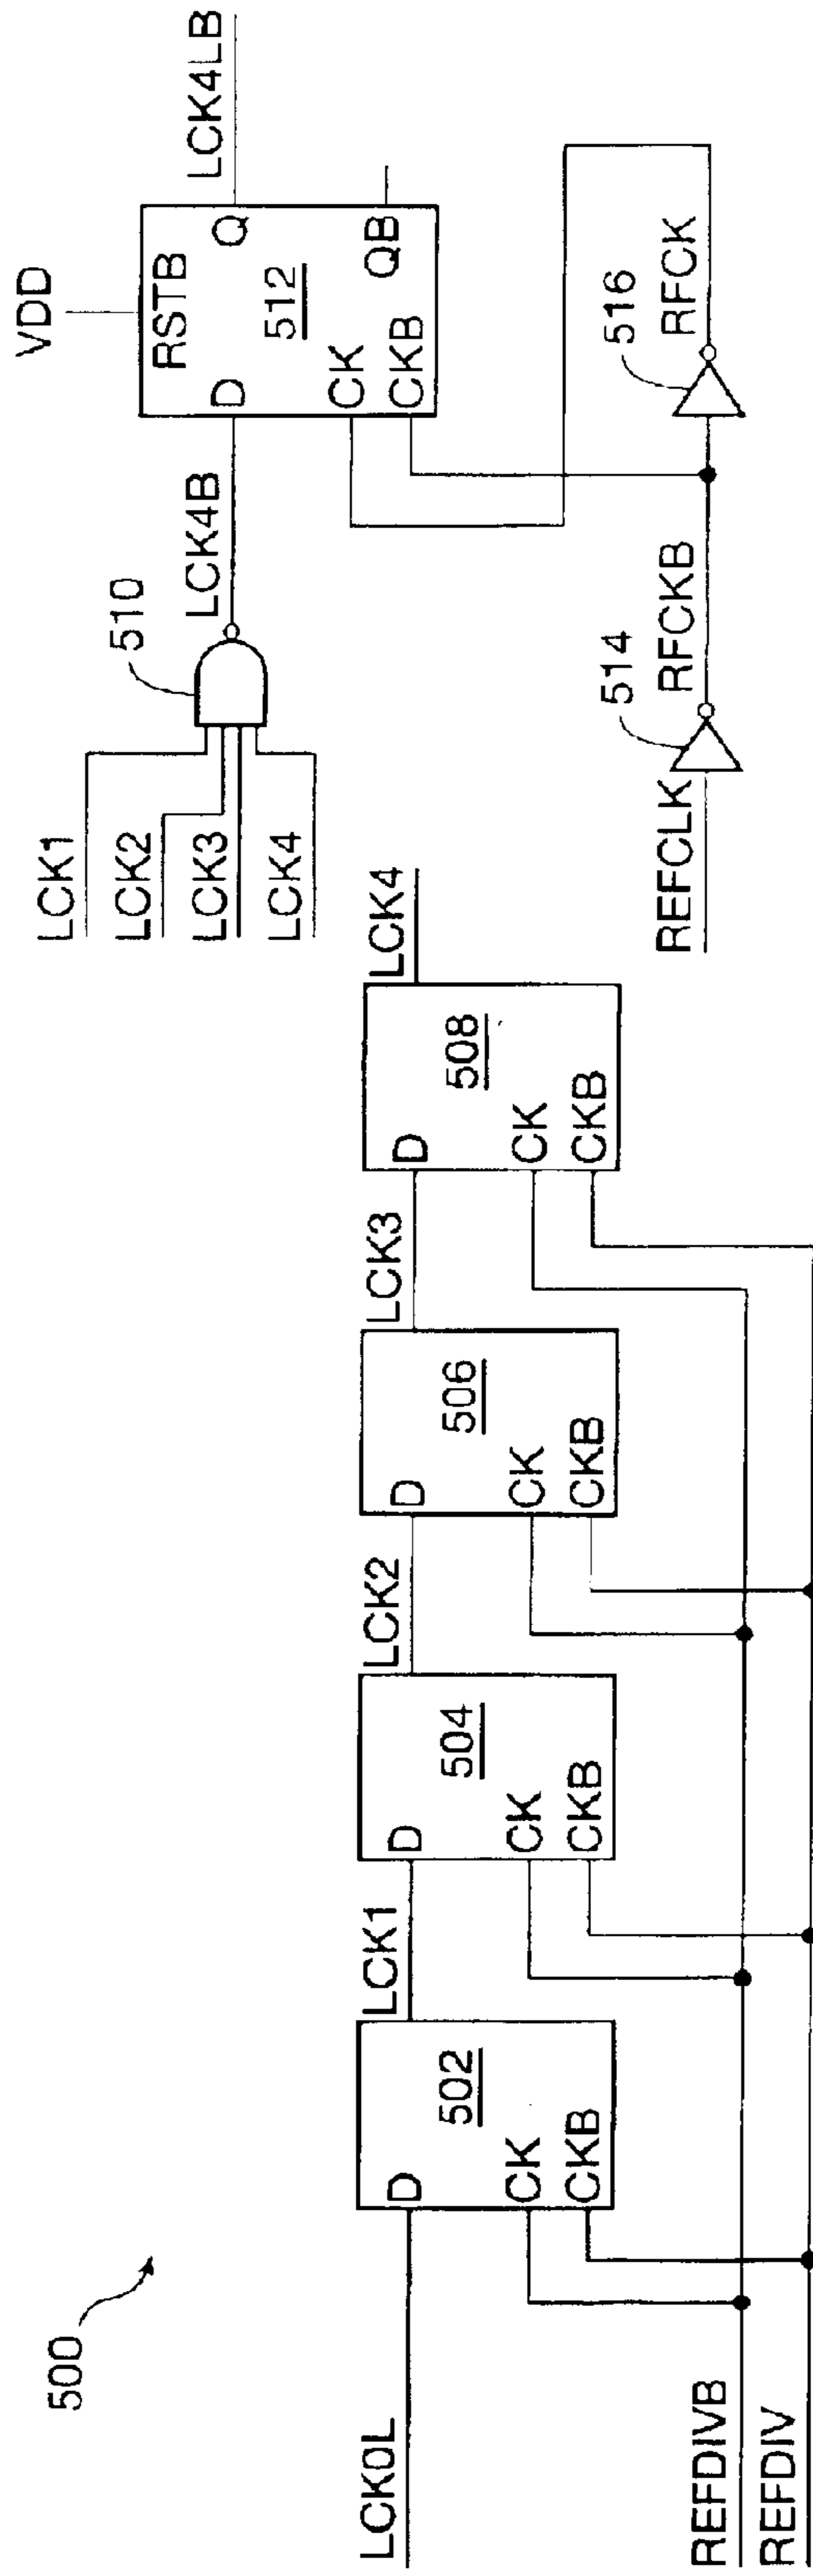 500
LCK0L
D
502
CK
CKB
LCK1
D
504
CK
CKB
LCK2
D
506
CK
CKB
LCK3
D
508
CK
CKB
LCK4
REFDIVB
REFDIV
LCK1
LCK2
LCK3
LCK4
510
LCK4B
VDD
RSTB
D
Q
512
CK
CKB
QB
LCK4LB
REFCLK
514
RFCKB
516
RFCK